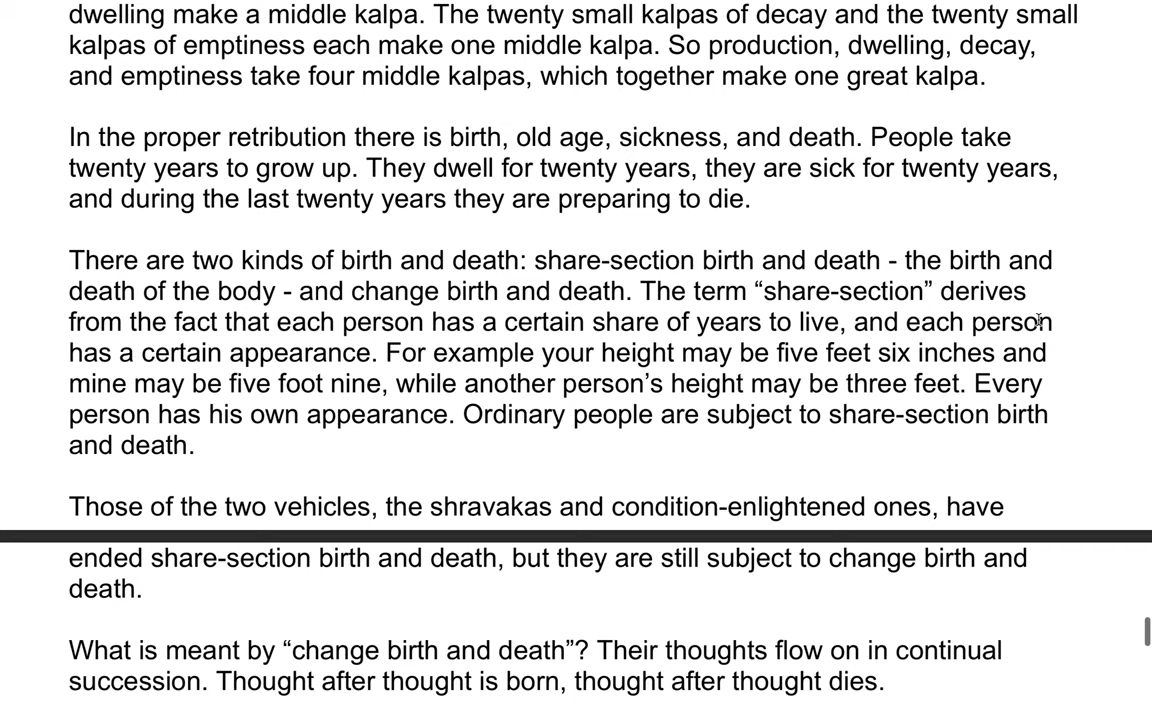 dwelling make a middle kalpa. The twenty small kalpas of decay and the twenty small
kalpas of emptiness each make one middle kalpa. So production, dwelling, decay,
and emptiness take four middle kalpas, which together make one great kalpa.
In the proper retribution there is birth, old age, sickness, and death. People take
twenty years to grow up. They dwell for twenty years, they are sick for twenty years,
and during the last twenty years they are preparing to die.
There are two kinds of birth and death: share-section birth and death - the birth and
death of the body - and change birth and death. The term “share-section” derives
from the fact that each person has a certain share of years to live, and each person
has a certain appearance. For example your height may be five feet six inches and
mine may be five foot nine, while another person’s height may be three feet. Every
person has his own appearance. Ordinary people are subject to share-section birth
and death.
Those of the two vehicles, the shravakas and condition-enlightened ones, have
ended share-section birth and death, but they are still subject to change birth and
death.
What is meant by “change birth and death”? Their thoughts flow on in continual
succession. Thought after thought is born, thought after thought dies.